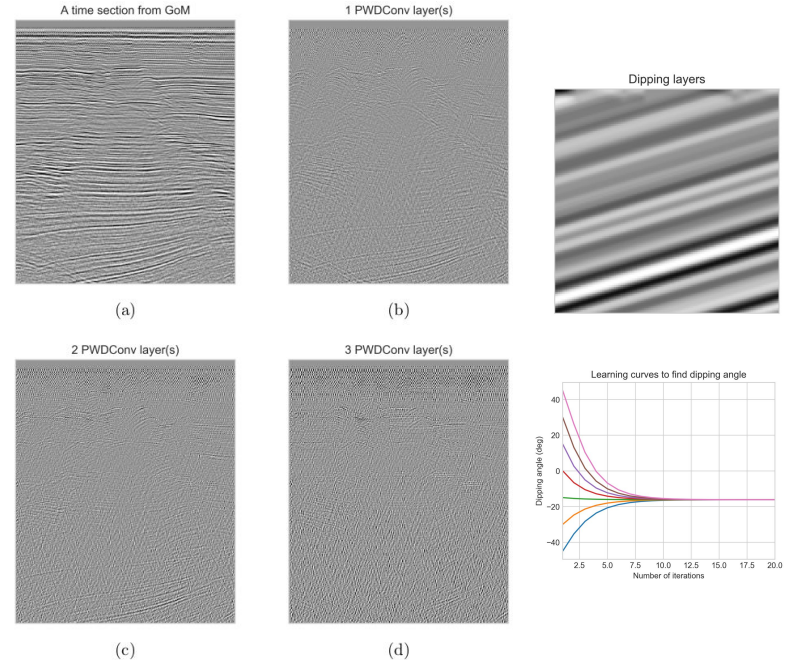 A time section from GoM
1 PWDConv layer(s)
(a)
(b)
2 PWDConv layer(s)
3 PWDConv layer(s)
(c)
(d)
Dipping layers
Learning curves to find dipping angle
Dipping angle (deg)
40
20
0
−20
−40
2.5 5.0 7.5 10.0 12.5 15.0 17.5 20.0
Number of iterations